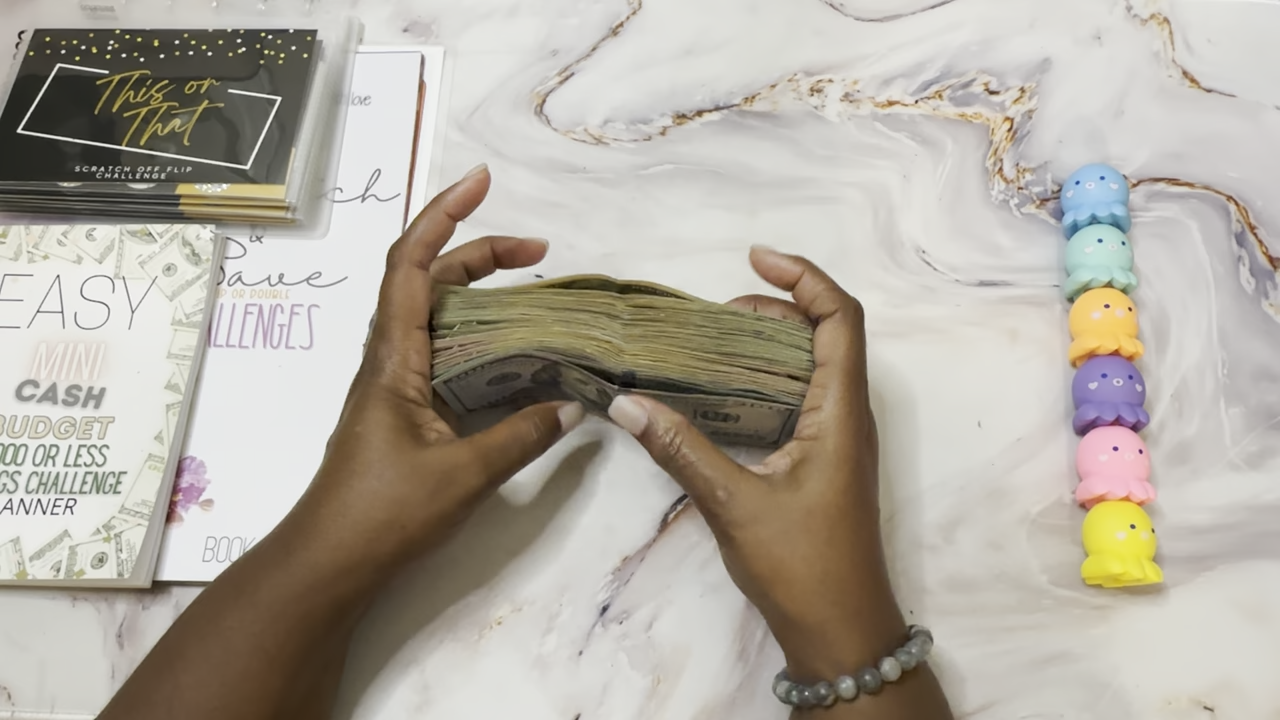 This or
That
SCRATCH OFF FLIP
CHALLENGE
love
ch
&
Save
OR DOUBLE
LLENGES
BOOK
EASY
MINI
CASH
BUDGET
000 OR LESS
GS CHALLENGE
ANNER
100